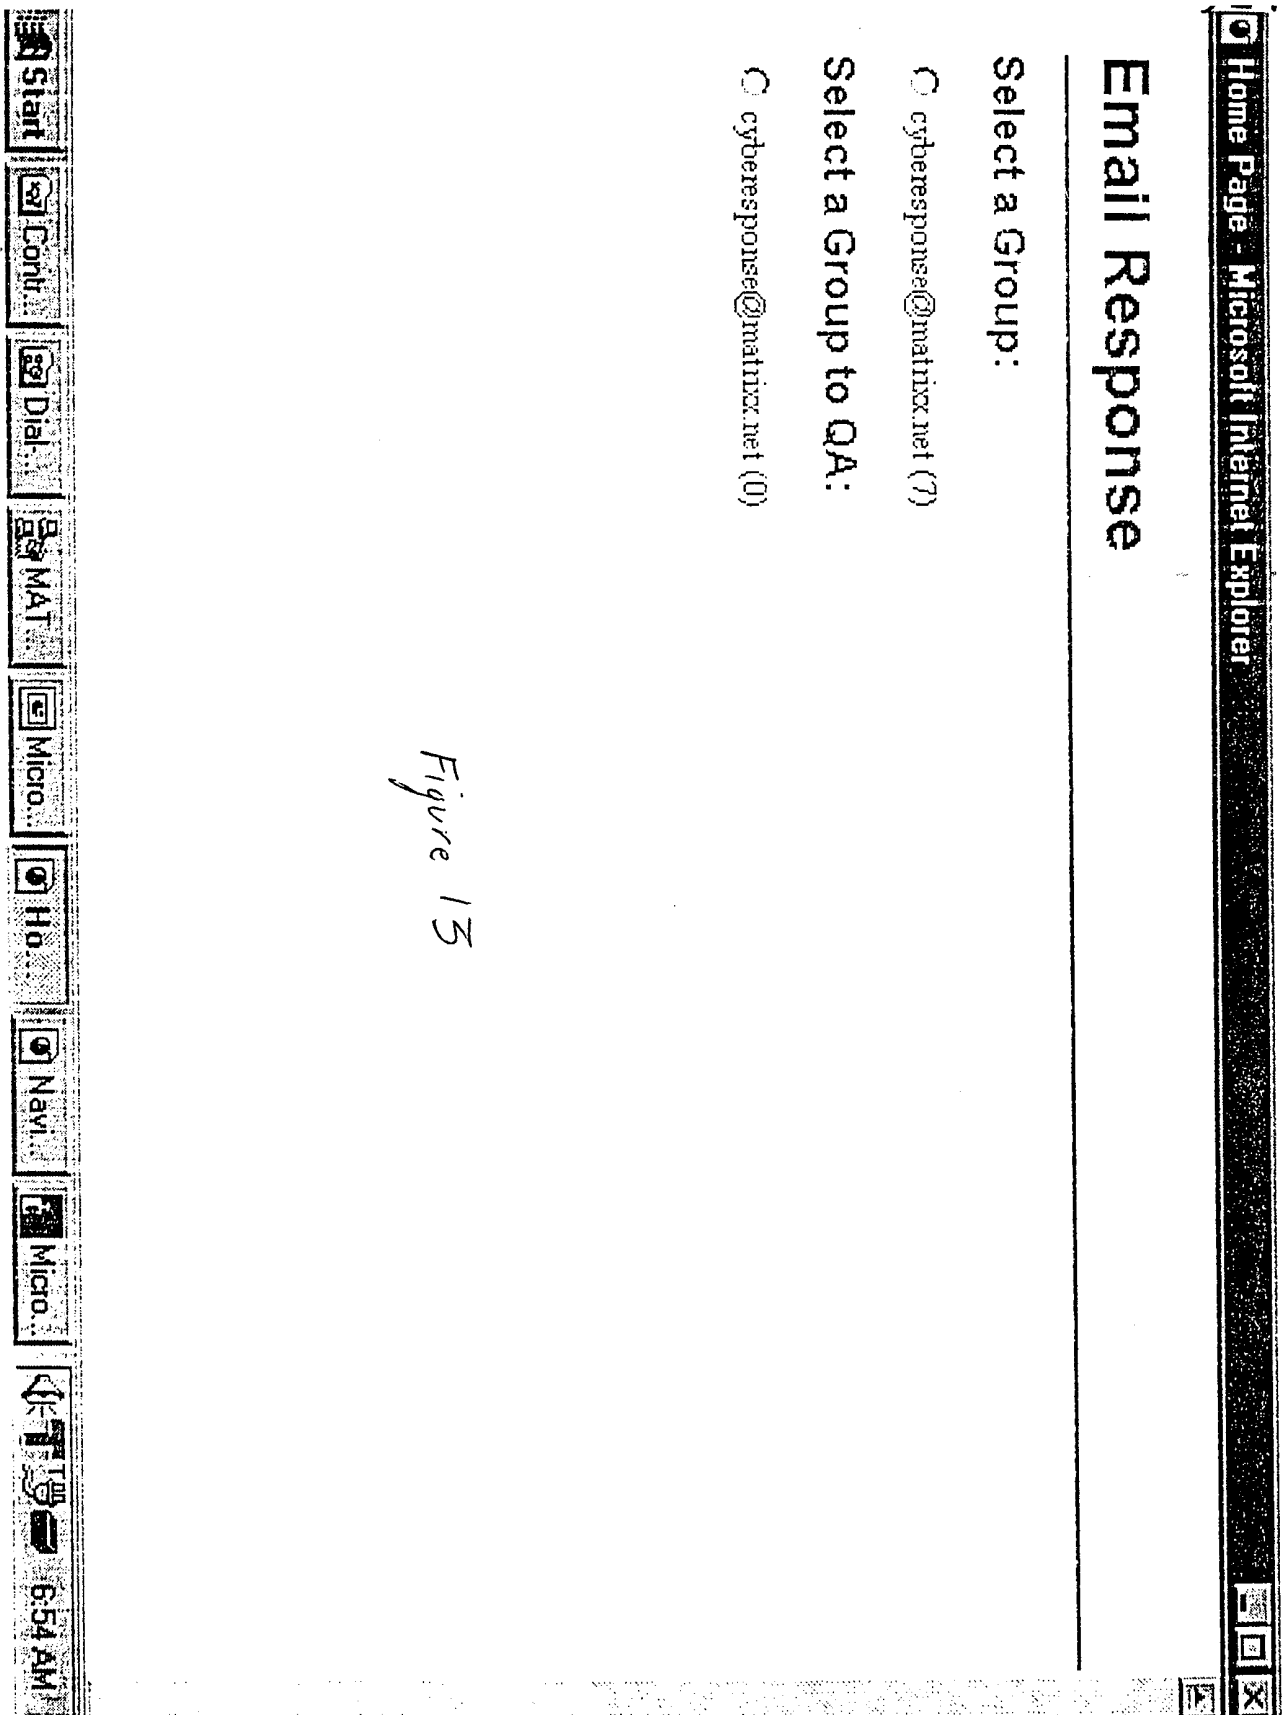 Home Page - Microsoft Internet Explorer
Email Response
Select a Group:
cyberesponse@matrixx.net (7)
Select a Group to QA:
cyberesponse@matrixx.net (0)
Figure 13
Start Contr... Dial-... MAT... Micro... Ho... Navi... Micro... 6:54 AM